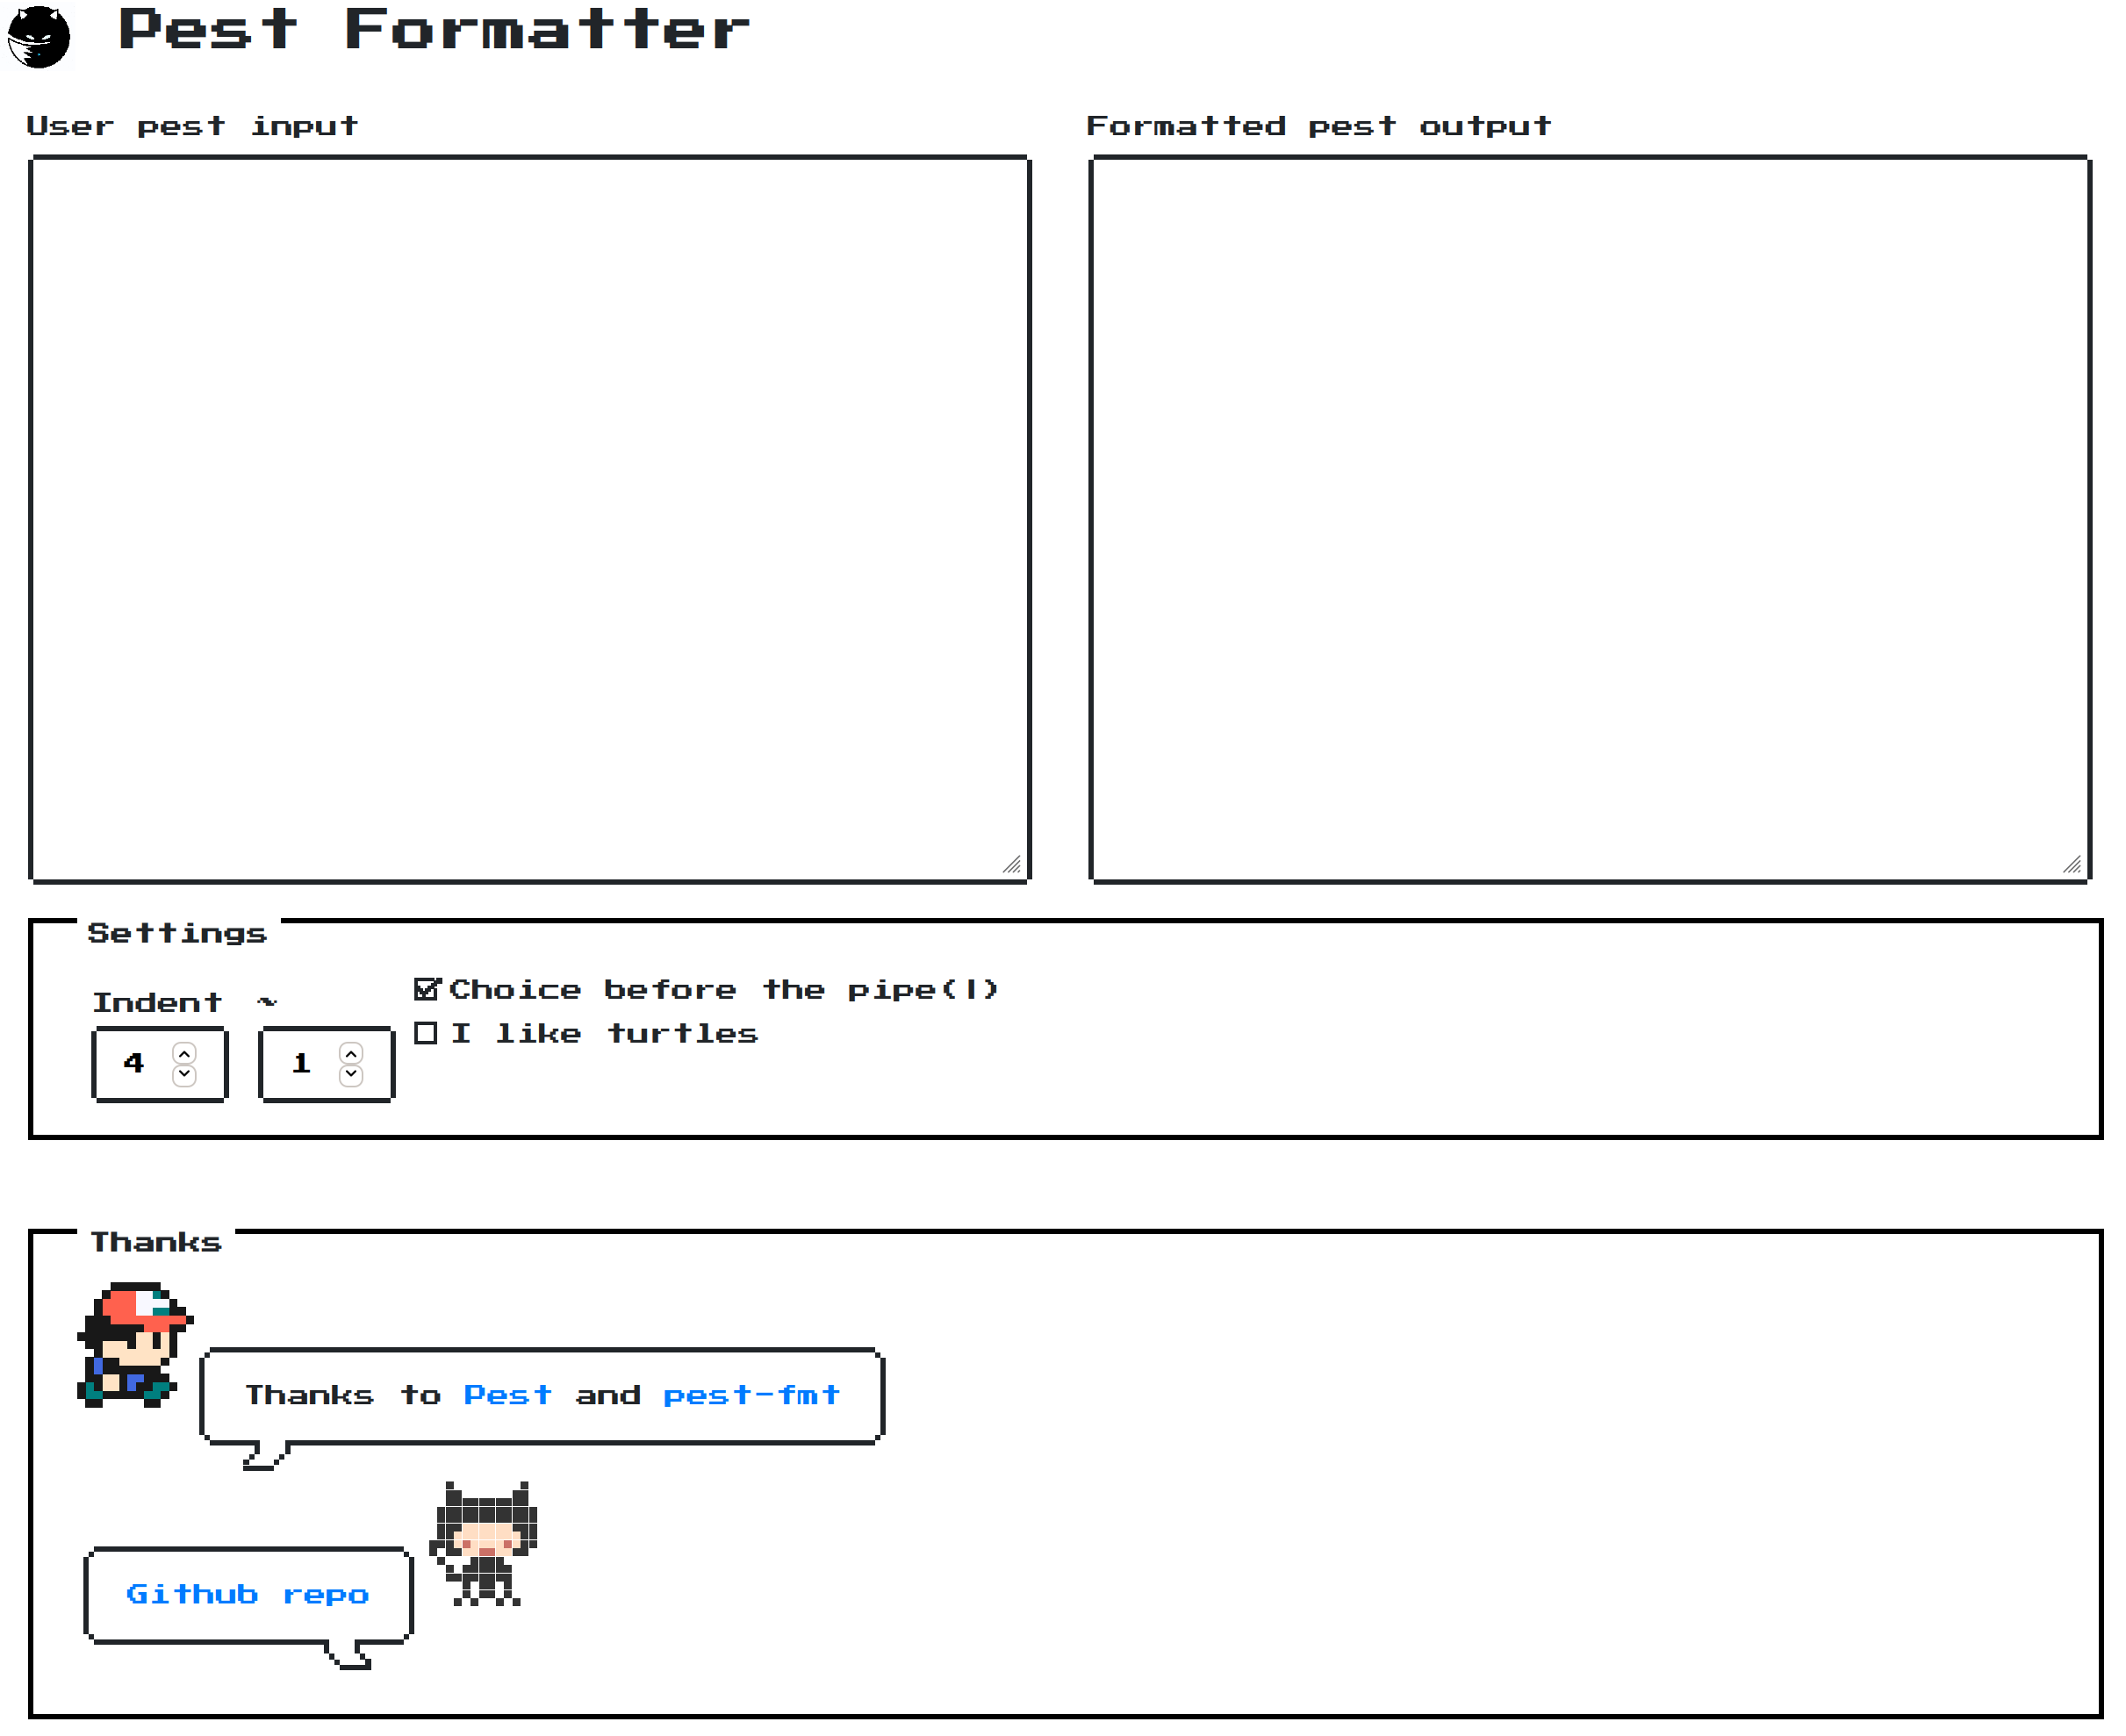 Pest Formatter
User pest input
Formatted pest output
Settings
Indent ~
4 1
Choice before the pipe(|)
I like turtles
Thanks
Thanks to Pest and pest-fmt
Github repo